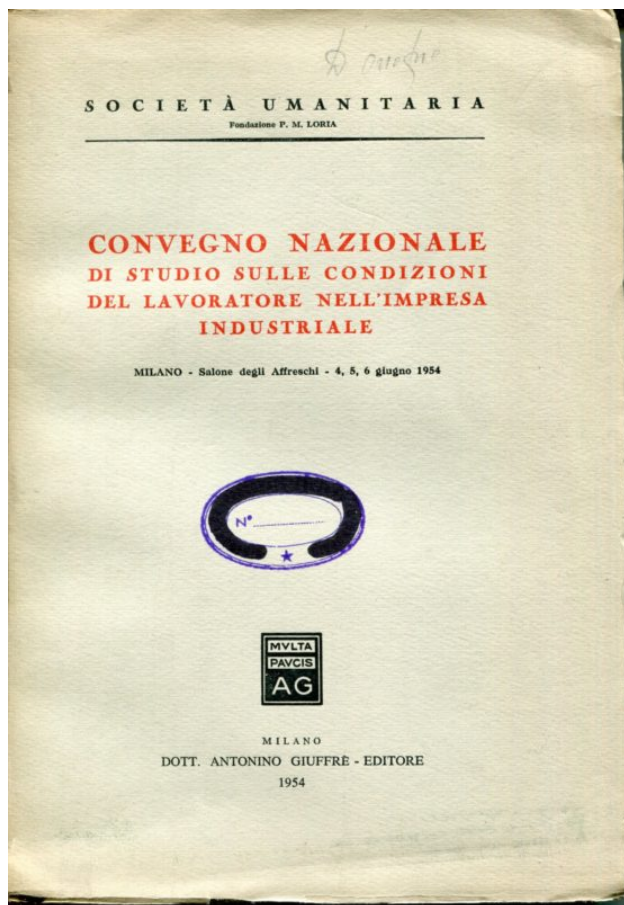 SOCIETÀ UMANITARIA
Fondazione P. M. LORIA
CONVEGNO NAZIONALE
DI STUDIO SULLE CONDIZIONI
DEL LAVORATORE NELL'IMPRESA
INDUSTRIALE
MILANO - Salone degli Affreschi - 4, 5, 6 giugno 1954
N°
MVLTA
PAVCIS
AG
MILANO
DOTT. ANTONINO GIUFFRÈ - EDITORE
1954